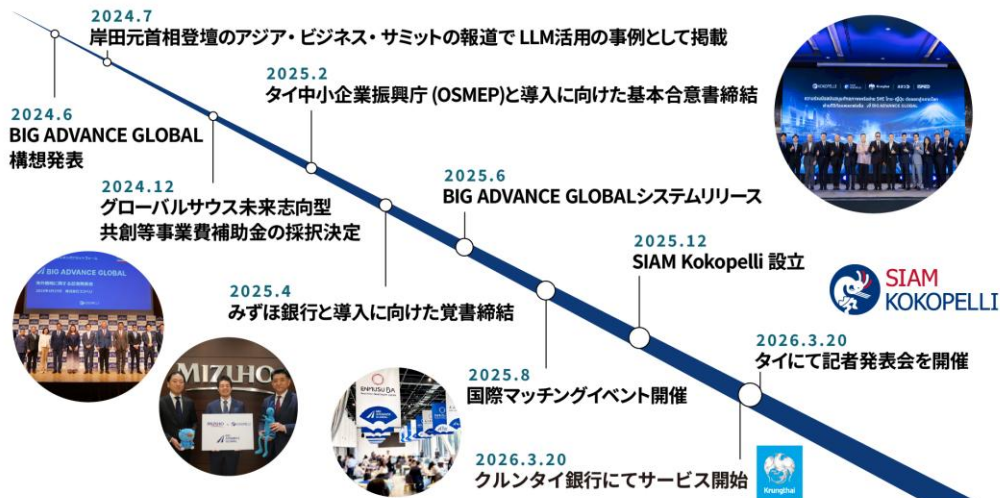 2024.7
岸田元首相登壇のアジア・ビジネス・サミットの報道でLLM活用の事例として掲載
2025.2
タイ中小企業振興庁 (OSMEP)と導入に向けた基本合意書締結
2024.6
BIG ADVANCE GLOBAL
構想発表
2024.12
グローバルサウス未来志向型
共創等事業費補助金の採択決定
2025.6
BIG ADVANCE GLOBALシステムリリース
2025.12
SIAM Kokopelli 設立
SIAM
KOKOPELLI
2025.4
みずほ銀行と導入に向けた覚書締結
2026.3.20
タイにて記者発表会を開催
2025.8
国際マッチングイベント開催
2026.3.20
クルンタイ銀行にてサービス開始
Krungthai
BIG ADVANCE GLOBAL
MIZUHO
ENMUSUBA
BIG ADVANCE GLOBAL